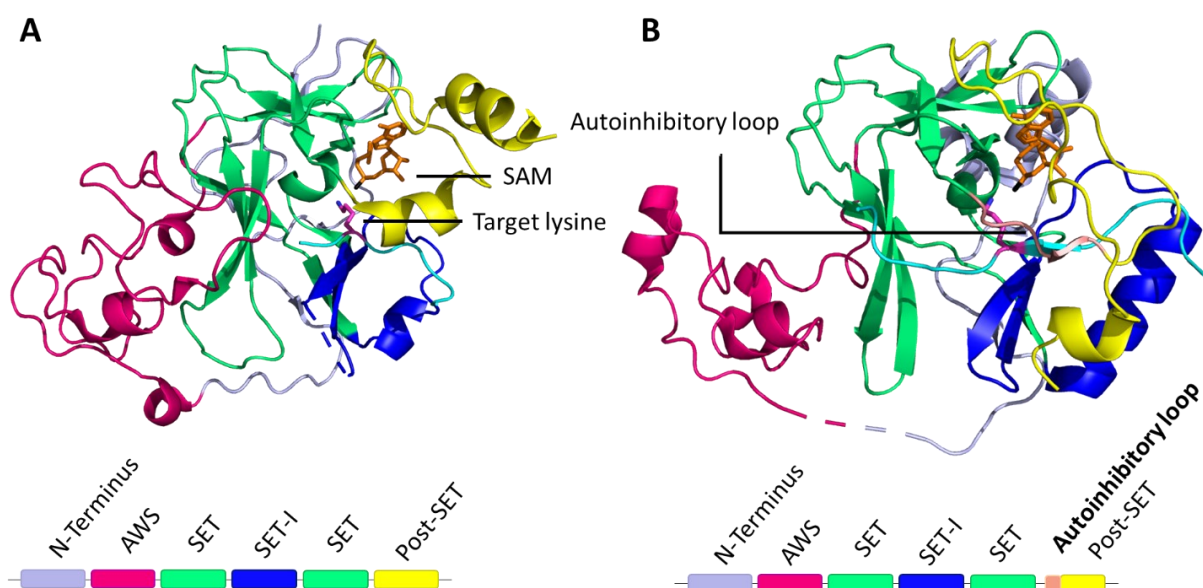 A
B
Autoinhibitory loop
SAM
Target lysine
N-Terminus
AWS
SET
SET-I
SET
Post-SET
N-Terminus
AWS
SET
SET-I
SET
Autoinhibitory loop
Post-SET